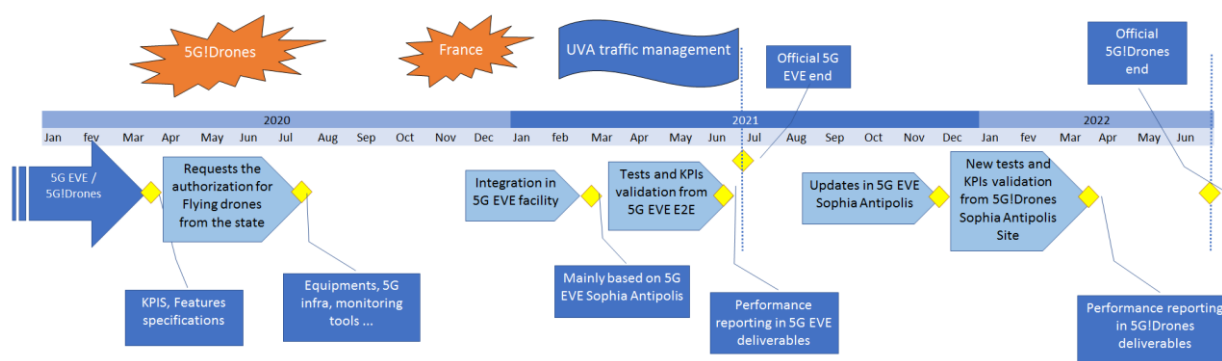 5G!Drones
France
UVA traffic management
Official 5G
EVE end
Official
5G!Drones
end
2020
2021
2022
Jan fev Mar Apr May Jun Jul Aug Sep Oct Nov Dec Jan feb Mar Apr May Jun Jul Aug Sep Oct Nov Dec Jan fev Mar Apr May Jun
5G EVE /
5G!Drones
Requests the
authorization for
Flying drones
from the state
Integration in
5G EVE facility
Tests and KPIs
validation from
5G EVE E2E
Updates in 5G EVE
Sophia Antipolis
New tests and
KPIs validation
from 5G!Drones
Sophia Antipolis
Site
KPIS, Features
specifications
Equipments, 5G
infra, monitoring
tools ...
Mainly based on 5G
EVE Sophia Antipolis
Performance
reporting in 5G EVE
deliverables
Performance reporting
in 5G!Drones
deliverables